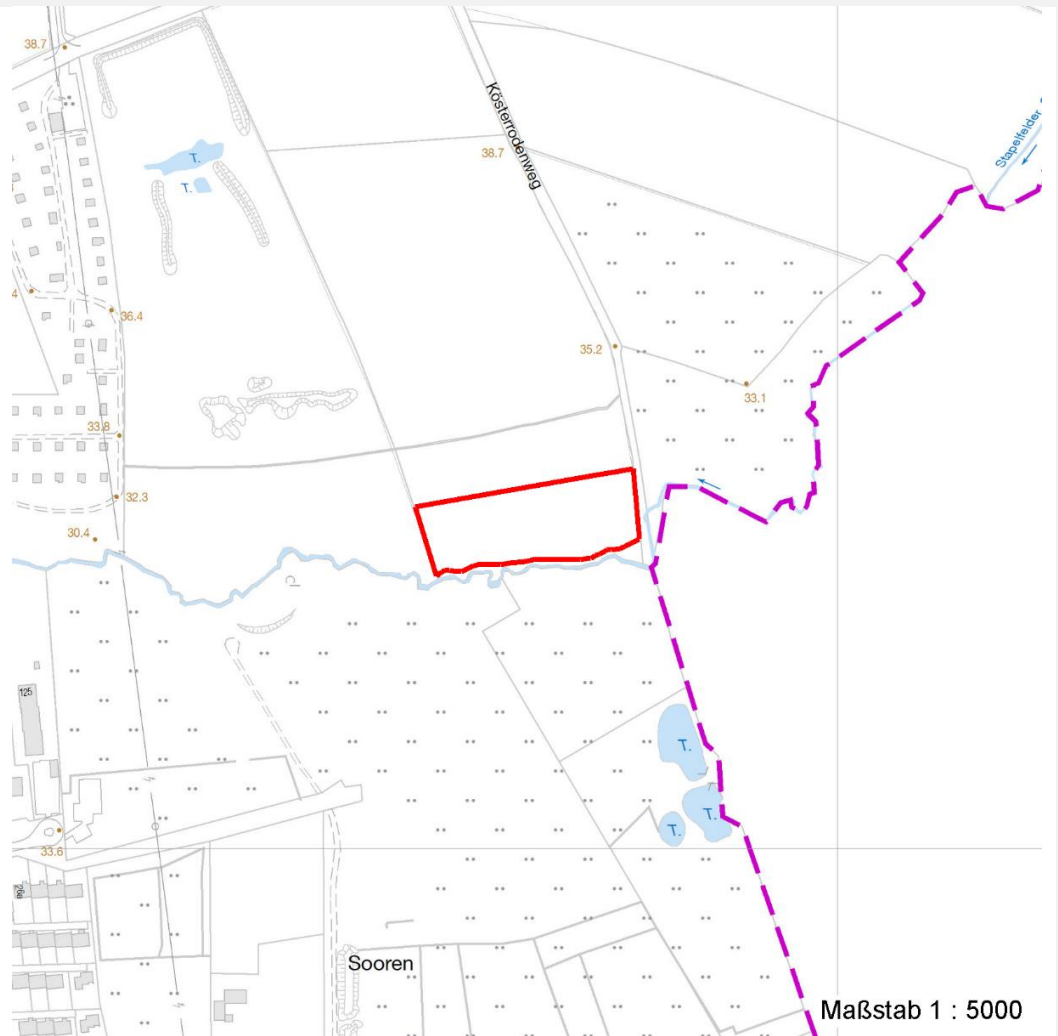 38.7
Kösterrodenweg
38.7
Stapelfelder
T.
T.
4
36.4
35.2
33.1
33.8
32.3
30.4
125
T.
T.
T.
33.6
26a
Sooren
Maßstab 1 : 5000